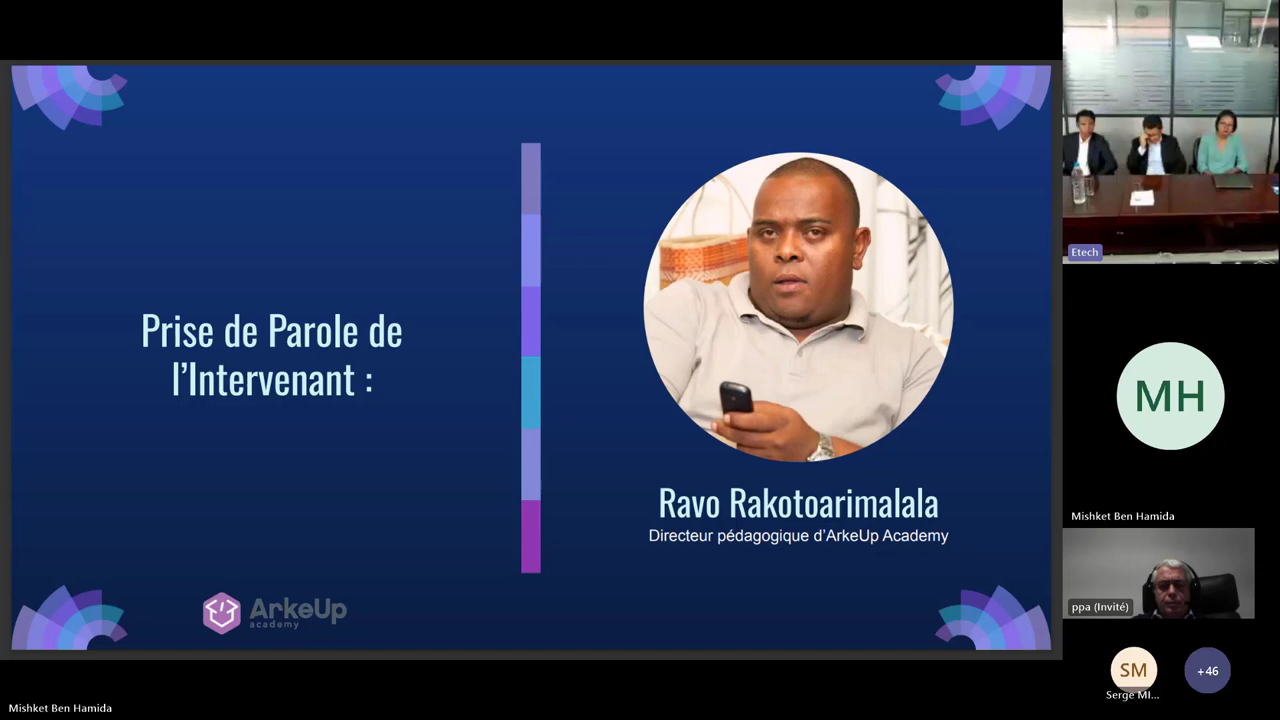 Prise de Parole de
l’Intervenant :
Ravo Rakotoarimalala
Directeur pédagogique d’ArkeUp Academy
ArkeUp
academy
Etech
MH
Mishket Ben Hamida
ppa (Invité)
SM
+46
Serge MI...
Mishket Ben Hamida